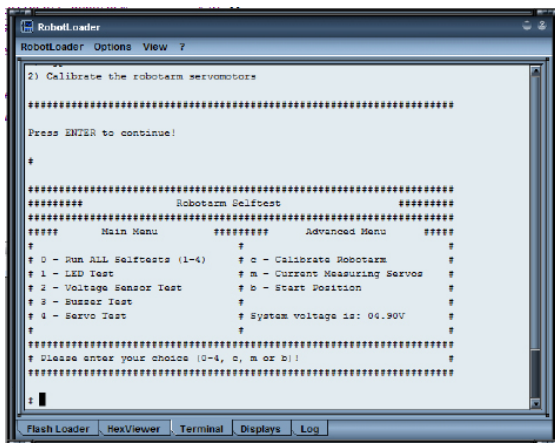 RobotLoader
RobotLoader Options View ?
2) Calibrate the robotarm servomotors
######################################################################
Press ENTER to continue!
#
######################################################################
######### Robotarm Selftest #########
######################################################################
##### Main Menu ######### Advanced Menu #####
# # #
# 0 - Run ALL Selftests (1-4) # c - Calibrate Robotarm #
# 1 - LED Test # m - Current Measuring Servos #
# 2 - Voltage Sensor Test # b - Start Position #
# 3 - Buzzer Test # #
# 4 - Servo Test # System voltage is: 04.90V #
# # #
######################################################################
# Please enter your choice (0-4, c, m or b)! #
######################################################################
#
Flash Loader HexViewer Terminal Displays Log